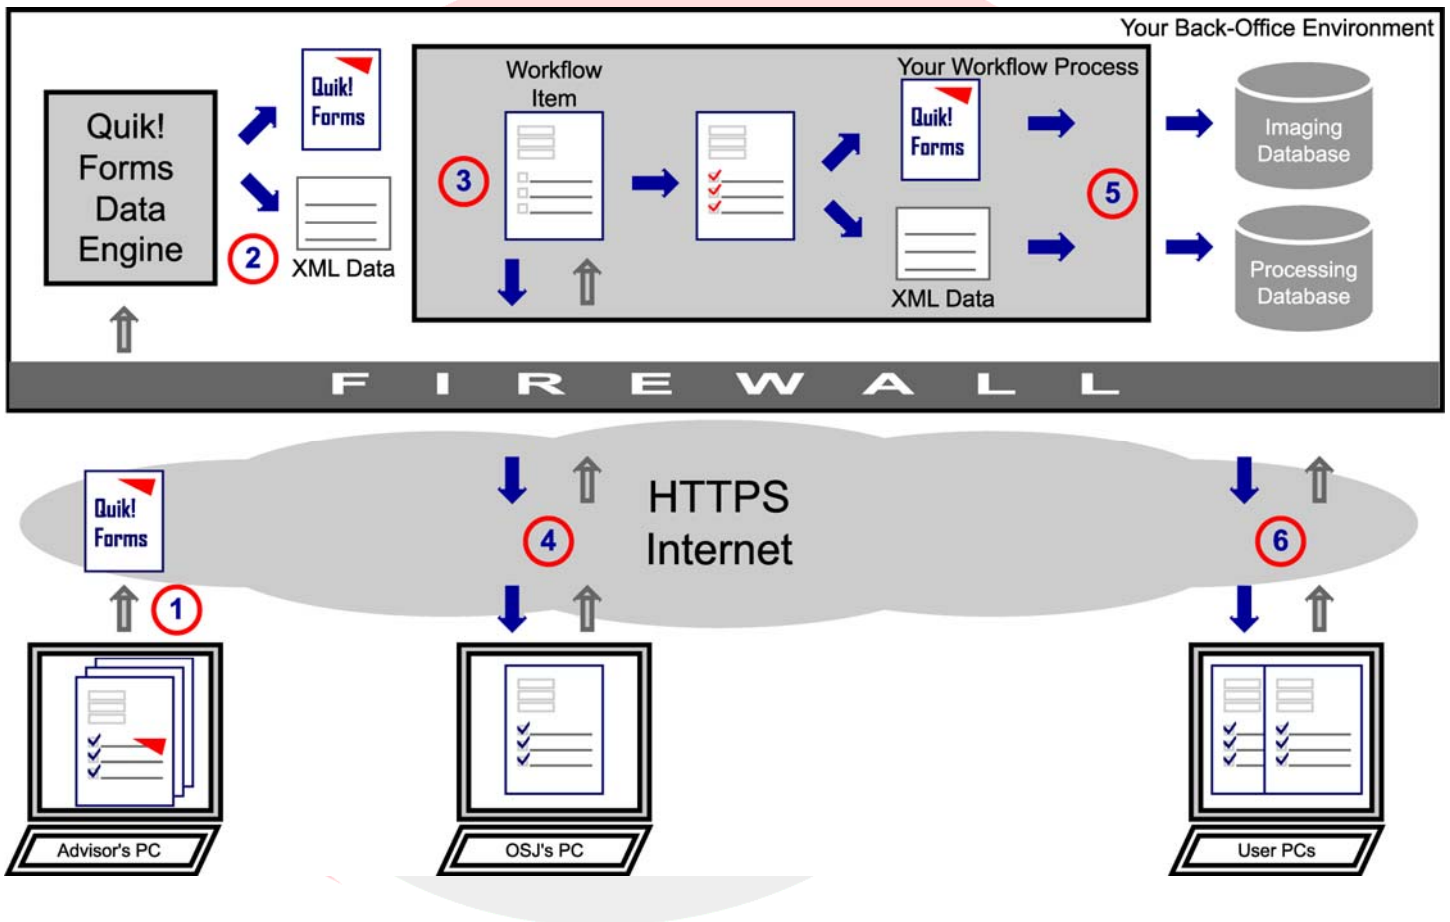 Your Back-Office Environment
Quik!
Forms
Data
Engine
Quik!
Forms
2
XML Data
Workflow
Item
3
Your Workflow Process
Quik!
Forms
XML Data
5
Imaging
Database
Processing
Database
FIREWALL
Quik!
Forms
1
HTTPS
Internet
4
6
Advisor's PC
OSJ's PC
User PCs